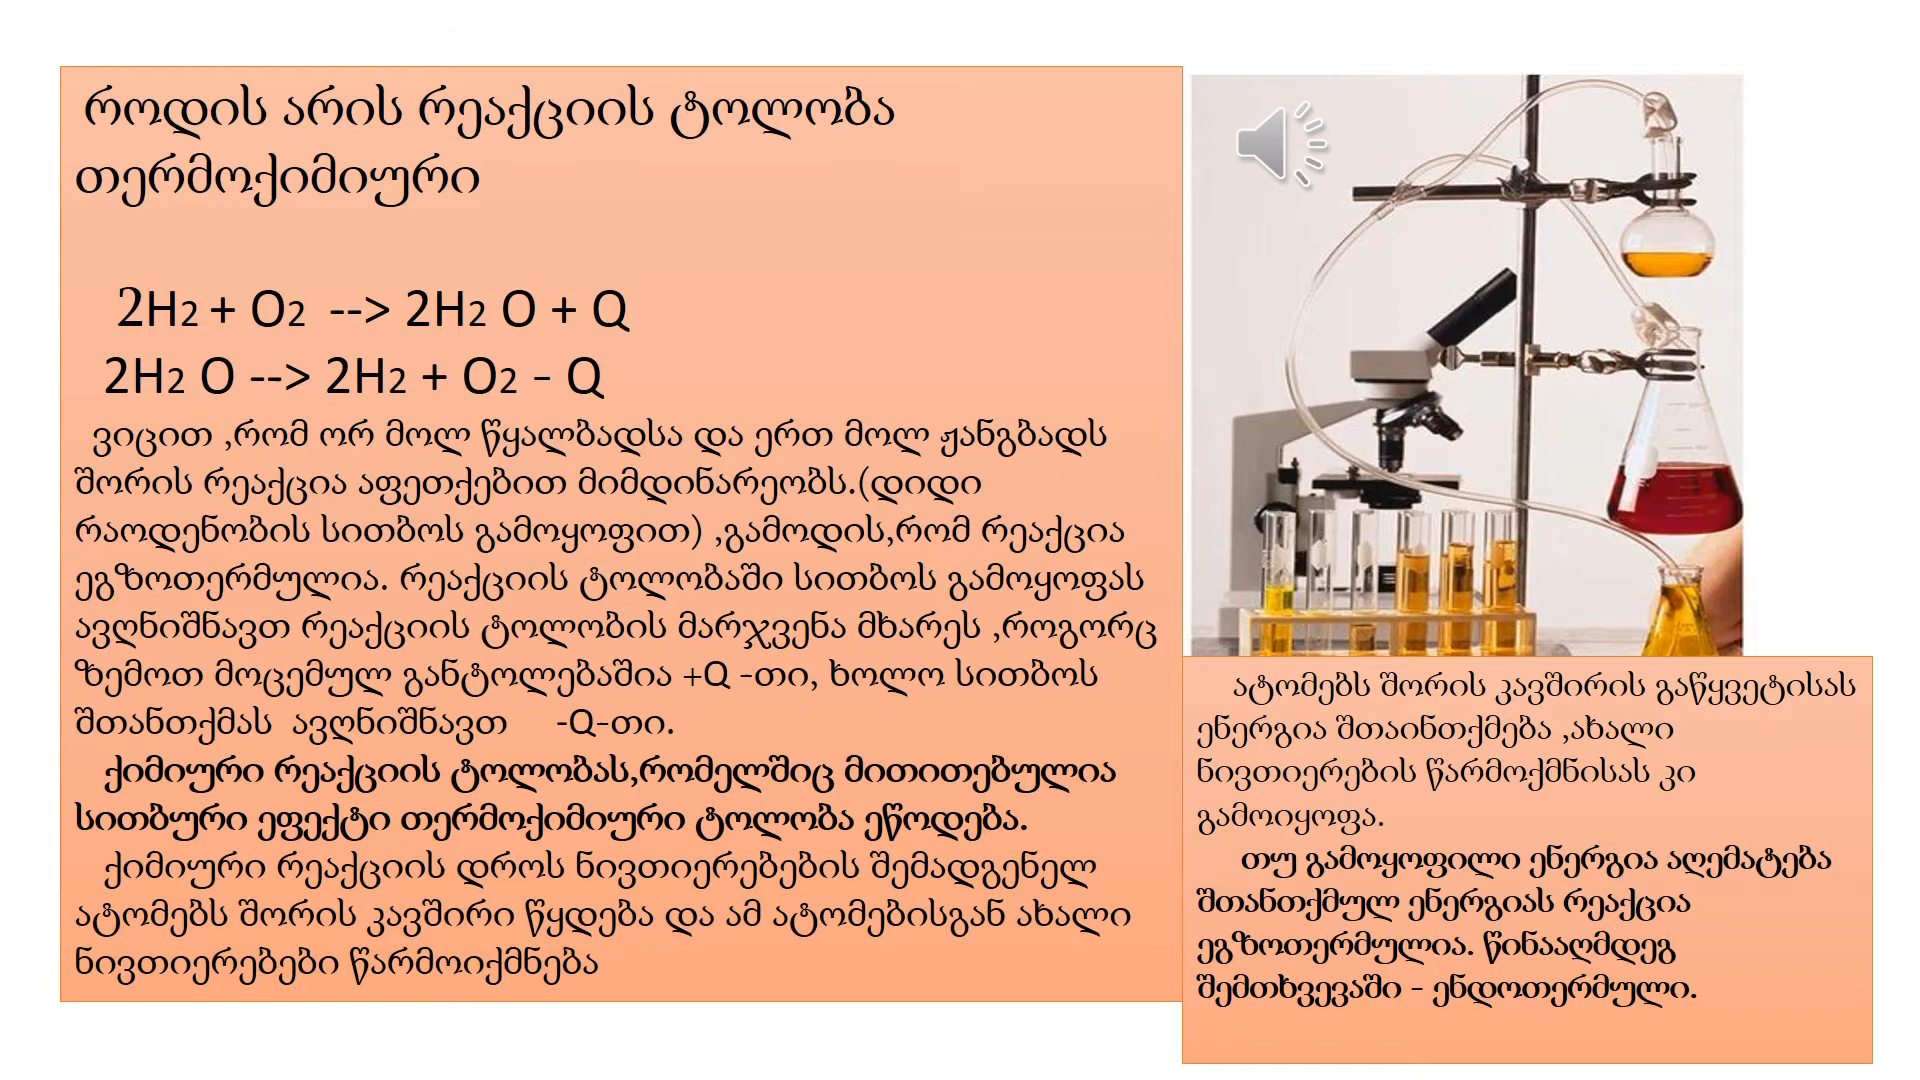 როდის არის რეაქციის ტოლობა
თერმოქიმიური
2H2 + O2 --> 2H2 O + Q
2H2 O --> 2H2 + O2 – Q
ვიცით ,რომ ორ მოლ წყალბადსა და ერთ მოლ ჟანგბადს
შორის რეაქცია აფეთქებით მიმდინარეობს.(დიდი
რაოდენობის სითბოს გამოყოფით) ,გამოდის,რომ რეაქცია
ეგზოთერმულია. რეაქციის ტოლობაში სითბოს გამოყოფას
ავღნიშნავთ რეაქციის ტოლობის მარჯვენა მხარეს ,როგორც
ზემოთ მოცემულ განტოლებაშია +Q -თი, ხოლო სითბოს
შთანთქმას ავღნიშნავთ -Q-თი.
ქიმიური რეაქციის ტოლობას,რომელშიც მითითებულია
სითბური ეფექტი თერმოქიმიური ტოლობა ეწოდება.
ქიმიური რეაქციის დროს ნივთიერებების შემადგენელ
ატომებს შორის კავშირი წყდება და ამ ატომებისგან ახალი
ნივთიერებები წარმოიქმნება
ატომებს შორის კავშირის გაწყვეტისას
ენერგია შთაინთქმება ,ახალი
ნივთიერების წარმოქმნისას კი
გამოიყოფა.
თუ გამოყოფილი ენერგია აღემატება
შთანთქმულ ენერგიას რეაქცია
ეგზოთერმულია. წინააღმდეგ
შემთხვევაში – ენდოთერმული.